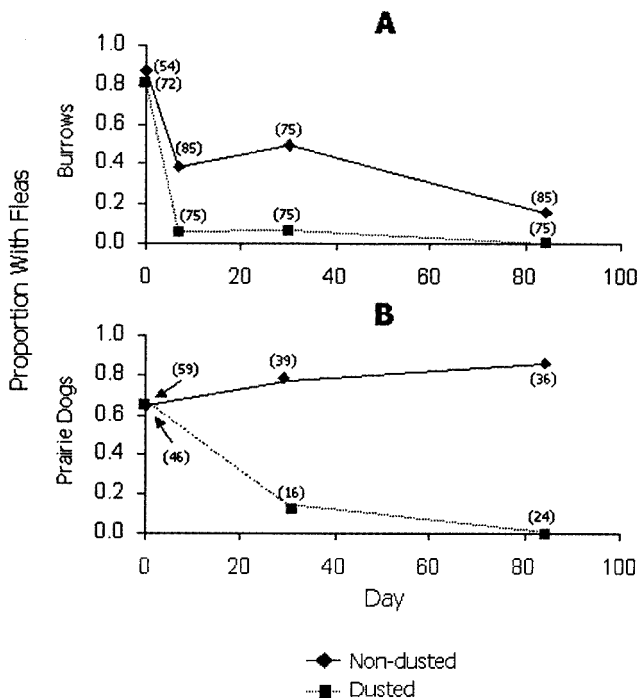 A
1.0
0.8
0.6
0.4
0.2
0.0
Burrows
(54)
(72)
(85)
(75)
(85)
(75)
(75)
(75)
0 20 40 60 80 100
Proportion With Fleas
B
1.0
0.8
0.6
0.4
0.2
0.0
Prairie Dogs
(59)
(46)
(39)
(36)
(16)
(24)
0 20 40 60 80 100
Day
Non-dusted
Dusted